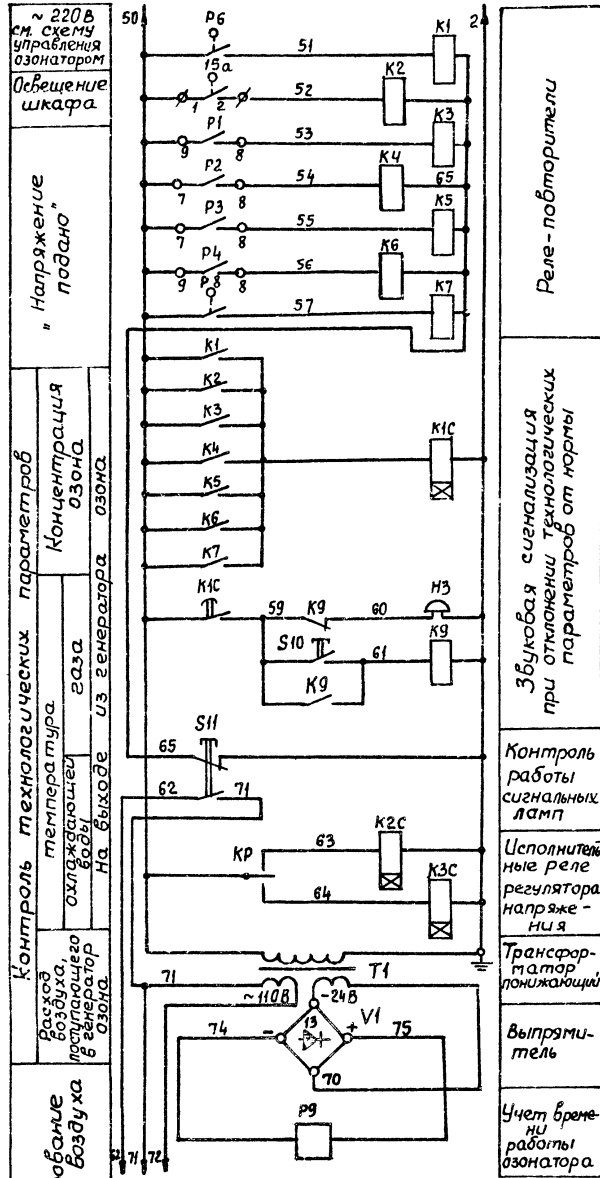 ~ 220В
см. схему
управления
озонатором
Освещение
шкафа
„Напряжение
подано"
Контроль технологических параметров
Концентрация
озона
температура
газа
охлаждающей
воды
на выходе из генератора озона
Расход
воздуха,
поступающего
в генератор
озона
ование
воздуха
50
2
Р6
51
К1
15а
1
2
52
К2
Р1
9
8
53
К3
Р2
7
8
54
К4
65
Р3
7
8
55
К5
Р4
9
8
56
К6
Р8
57
К7
К1
К2
К3
К4
К5
К6
К7
К1С
К1С
59
К9
60
НЗ
S10
61
К9
К9
S11
65
62
71
КР
63
К2С
64
К3С
71
Т1
~110В
~24В
74
-
13
+
V1
75
70
Р9
71
72
Реле-повторители
Звуковая сигнализация
при отклонении технологических
параметров от нормы
Контроль
работы
сигнальных
ламп
Исполнитель-
ные реле
регулятора
напряже-
ния
Трансфор-
матор
понижающий
Выпрями-
тель
Учет време-
ни
работы
озонатора